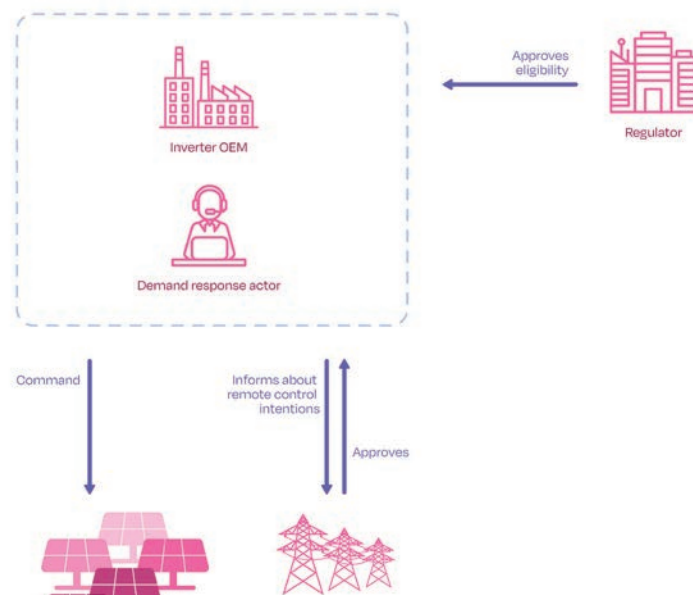 Approves
eligibility
Regulator
Inverter OEM
Demand response actor
Command
Informs about
remote control
intentions
Approves